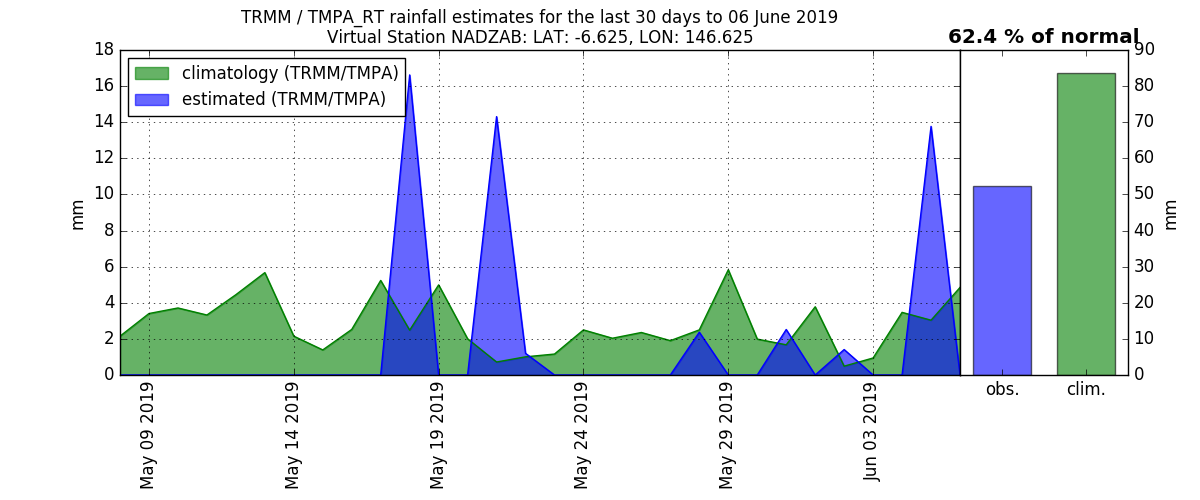 TRMM / TMPA_RT rainfall estimates for the last 30 days to 06 June 2019
Virtual Station NADZAB: LAT: -6.625, LON: 146.625
62.4 % of normal
climatology (TRMM/TMPA)
estimated (TRMM/TMPA)
18
16
14
12
10
8
6
4
2
0
mm
May 09 2019
May 14 2019
May 19 2019
May 24 2019
May 29 2019
Jun 03 2019
90
80
70
60
50
40
30
20
10
0
mm
obs.
clim.